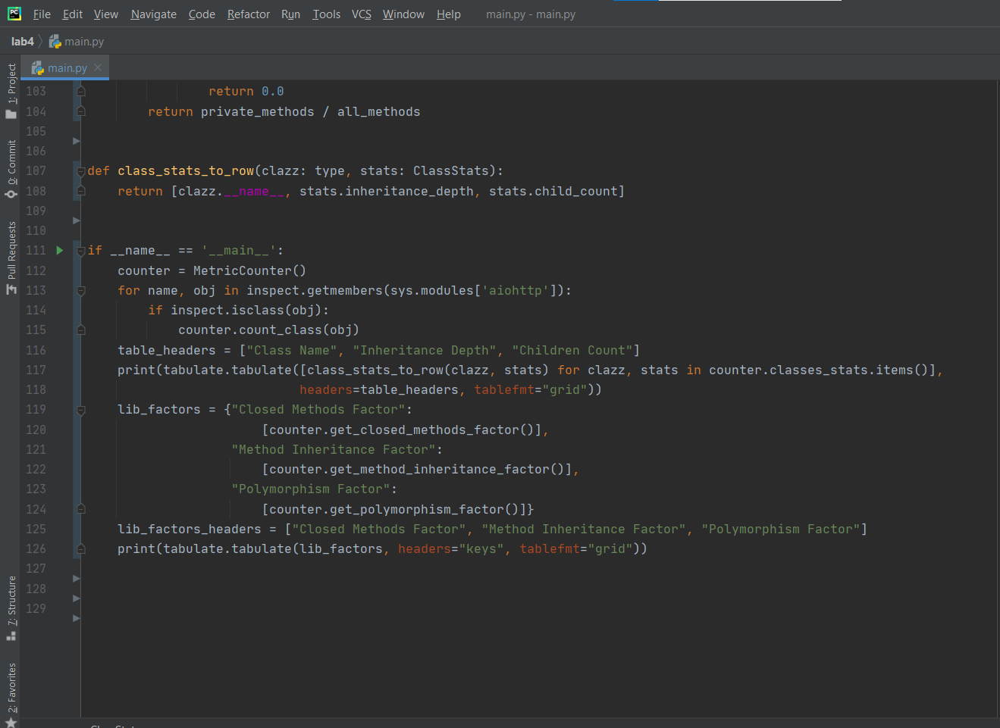 PC File Edit View Navigate Code Refactor Run Tools VCS Window Help main.py - main.py
lab4 main.py
main.py
1: Project
0: Commit
Pull Requests
7: Structure
2: Favorites
103                 return 0.0
104         return private_methods / all_methods
105
106
107 def class_stats_to_row(clazz: type, stats: ClassStats):
108     return [clazz.__name__, stats.inheritance_depth, stats.child_count]
109
110
111 if __name__ == '__main__':
112     counter = MetricCounter()
113     for name, obj in inspect.getmembers(sys.modules['aiohttp']):
114         if inspect.isclass(obj):
115             counter.count_class(obj)
116     table_headers = ["Class Name", "Inheritance Depth", "Children Count"]
117     print(tabulate.tabulate([class_stats_to_row(clazz, stats) for clazz, stats in counter.classes_stats.items()],
118                             headers=table_headers, tablefmt="grid"))
119     lib_factors = {"Closed Methods Factor":
120                        [counter.get_closed_methods_factor()],
121                    "Method Inheritance Factor":
122                        [counter.get_method_inheritance_factor()],
123                    "Polymorphism Factor":
124                        [counter.get_polymorphism_factor()]}
125     lib_factors_headers = ["Closed Methods Factor", "Method Inheritance Factor", "Polymorphism Factor"]
126     print(tabulate.tabulate(lib_factors, headers="keys", tablefmt="grid"))
127
128
129